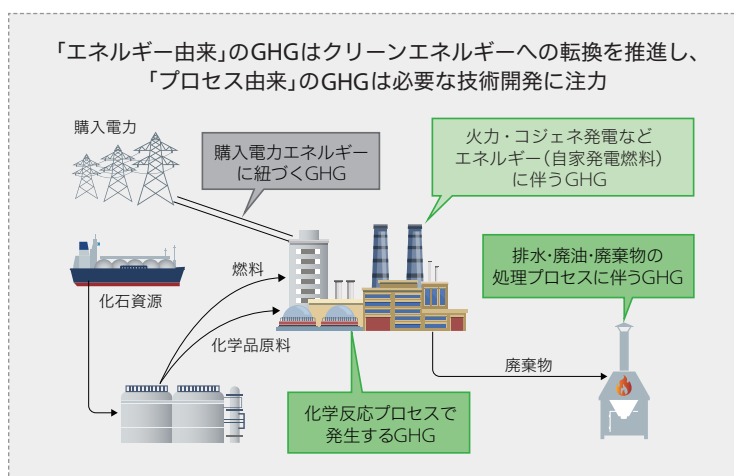 「エネルギー由来」のGHGはクリーンエネルギーへの転換を推進し、
「プロセス由来」のGHGは必要な技術開発に注力
購入電力
購入電力エネルギー
に紐づくGHG
火力・コジェネ発電など
エネルギー（自家発電燃料）
に伴うGHG
排水・廃油・廃棄物の
処理プロセスに伴うGHG
燃料
化石資源
化学品原料
廃棄物
化学反応プロセスで
発生するGHG